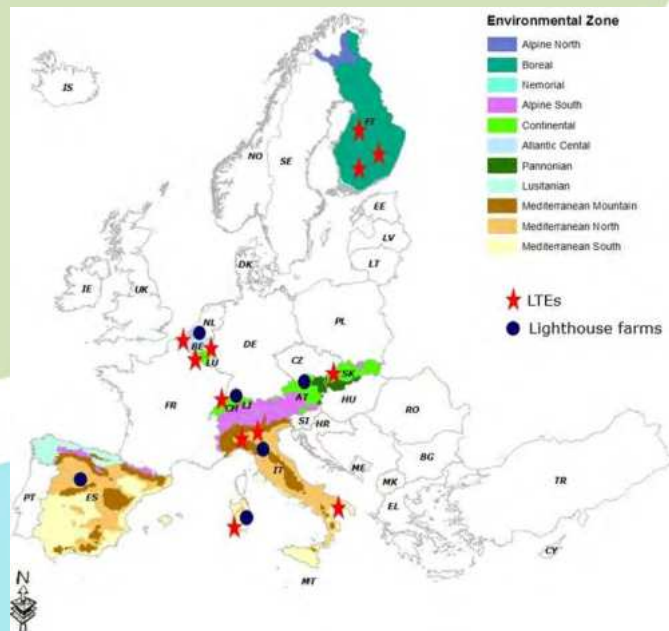 Environmental Zone
Alpine North
Boreal
Nemorial
Alpine South
Continental
Atlantic Cental
Pannonian
Lusitanian
Mediterranean Mountain
Mediterranean North
Mediterranean South
LTEs
Lighthouse farms
IS
FI
NO
SE
EE
LV
LT
DK
IE
UK
NL
BE
LU
DE
PL
CZ
SK
FR
CH
LI
AT
HU
SI
HR
RO
IT
ME
BG
MK
EL
TR
PT
ES
CY
MT
N